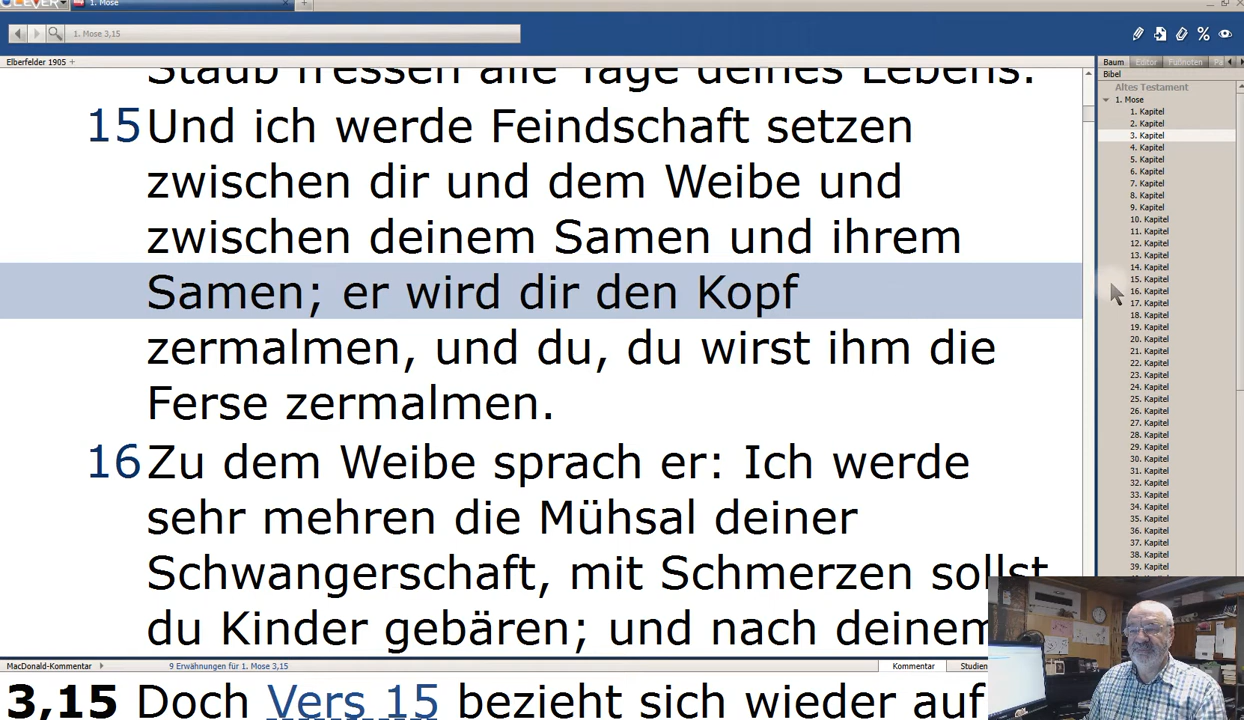 CLEVER
1. Mose
1. Mose 3,15
Elberfelder 1905 +
Staub fressen alle Tage deines Lebens.
15 Und ich werde Feindschaft setzen
zwischen dir und dem Weibe und
zwischen deinem Samen und ihrem
Samen; er wird dir den Kopf
zermalmen, und du, du wirst ihm die
Ferse zermalmen.
16 Zu dem Weibe sprach er: Ich werde
sehr mehren die Mühsal deiner
Schwangerschaft, mit Schmerzen sollst
du Kinder gebären; und nach deinem
MacDonald-Kommentar
9 Erwähnungen für 1. Mose 3,15
Kommentar
Studien
3,15 Doch Vers 15 bezieht sich wieder auf
Baum
Editor
Fußnoten
Pa
Bibel
Altes Testament
1. Mose
1. Kapitel
2. Kapitel
3. Kapitel
4. Kapitel
5. Kapitel
6. Kapitel
7. Kapitel
8. Kapitel
9. Kapitel
10. Kapitel
11. Kapitel
12. Kapitel
13. Kapitel
14. Kapitel
15. Kapitel
16. Kapitel
17. Kapitel
18. Kapitel
19. Kapitel
20. Kapitel
21. Kapitel
22. Kapitel
23. Kapitel
24. Kapitel
25. Kapitel
26. Kapitel
27. Kapitel
28. Kapitel
29. Kapitel
30. Kapitel
31. Kapitel
32. Kapitel
33. Kapitel
34. Kapitel
35. Kapitel
36. Kapitel
37. Kapitel
38. Kapitel
39. Kapitel